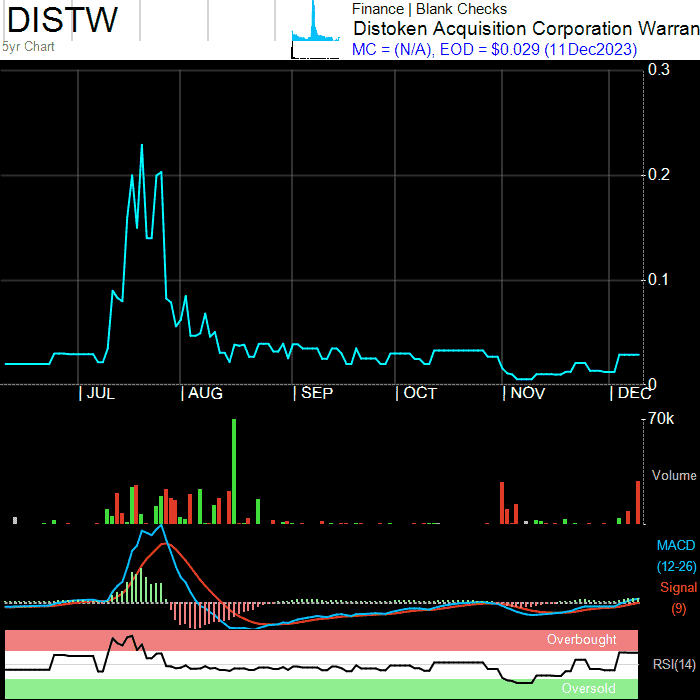 DISTW
5yr Chart
Finance | Blank Checks
Distoken Acquisition Corporation Warran
MC = (N/A), EOD = $0.029 (11Dec2023)
0.3
0.2
0.1
0
| JUL | AUG | SEP | OCT | NOV | DEC
70k
Volume
MACD
(12-26)
Signal
(9)
Overbought
RSI(14)
Oversold